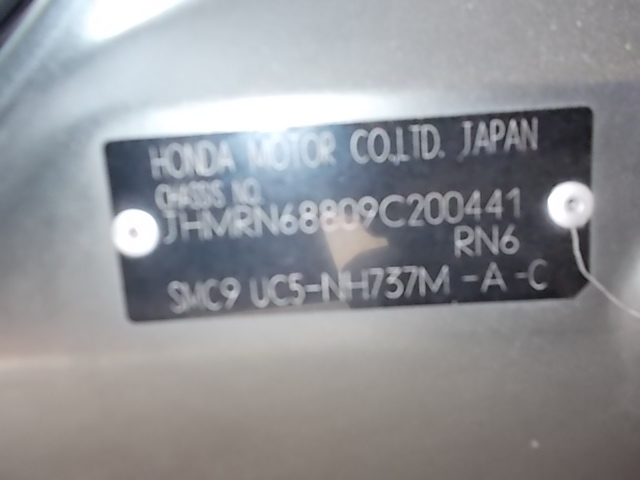 HONDA MOTOR CO.,LTD. JAPAN
CHASSIS NO.
JHMRN68809C200441
RN6
SMC9 UC5-NH737M -A -C